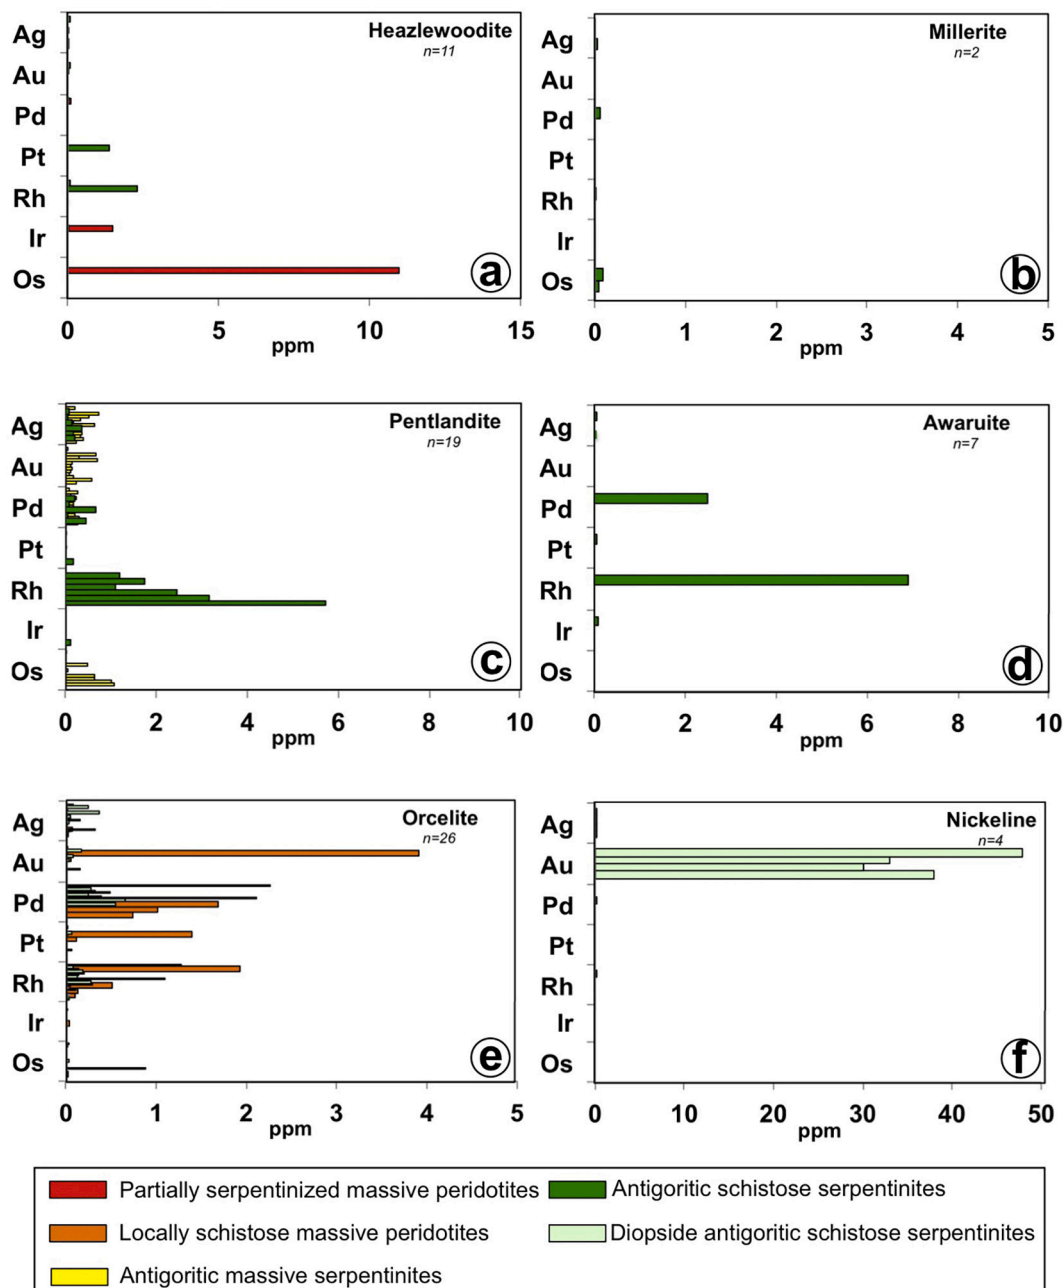 Heazlewoodite
n=11
Ag
Au
Pd
Pt
Rh
Ir
Os
a
0 5 10 15
ppm
Millerite
n=2
Ag
Au
Pd
Pt
Rh
Ir
Os
b
0 1 2 3 4 5
ppm
Pentlandite
n=19
Ag
Au
Pd
Pt
Rh
Ir
Os
c
0 2 4 6 8 10
ppm
Awaruite
n=7
Ag
Au
Pd
Pt
Rh
Ir
Os
d
0 2 4 6 8 10
ppm
Orcelite
n=26
Ag
Au
Pd
Pt
Rh
Ir
Os
e
0 1 2 3 4 5
ppm
Nickeline
n=4
Ag
Au
Pd
Pt
Rh
Ir
Os
f
0 10 20 30 40 50
ppm
Partially serpentinized massive peridotites
Antigoritic schistose serpentinites
Locally schistose massive peridotites
Diopside antigoritic schistose serpentinites
Antigoritic massive serpentinites